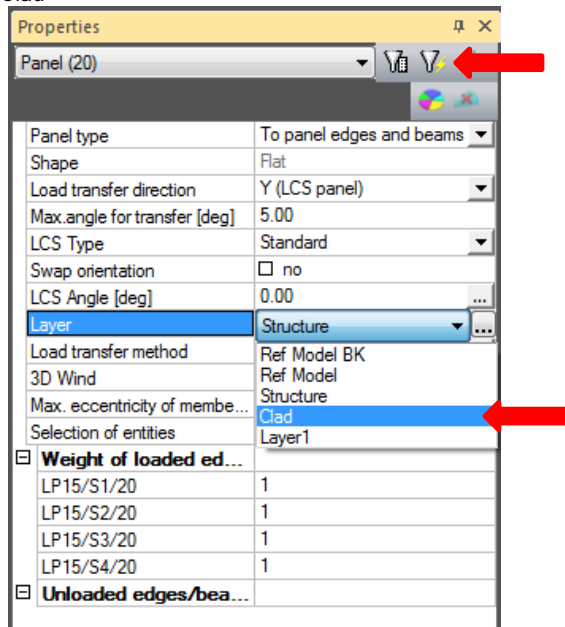 Clad
Properties
Panel (20)
Panel type To panel edges and beams
Shape Flat
Load transfer direction Y (LCS panel)
Max.angle for transfer [deg] 5.00
LCS Type Standard
Swap orientation no
LCS Angle [deg] 0.00 ...
Layer Structure ...
Load transfer method Ref Model BK
3D Wind Ref Model
Structure
Max. eccentricity of membe... Clad
Selection of entities Layer1
Weight of loaded ed...
LP15/S1/20 1
LP15/S2/20 1
LP15/S3/20 1
LP15/S4/20 1
Unloaded edges/bea...